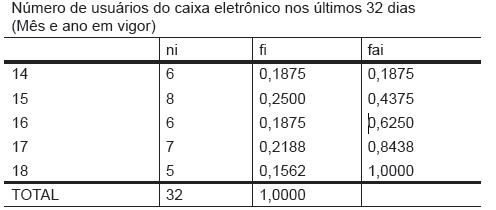 Número de usuários do caixa eletrônico nos últimos 32 dias
(Mês e ano em vigor)
ni fi fai
14 6 0,1875 0,1875
15 8 0,2500 0,4375
16 6 0,1875 0,6250
17 7 0,2188 0,8438
18 5 0,1562 1,0000
TOTAL 32 1,0000